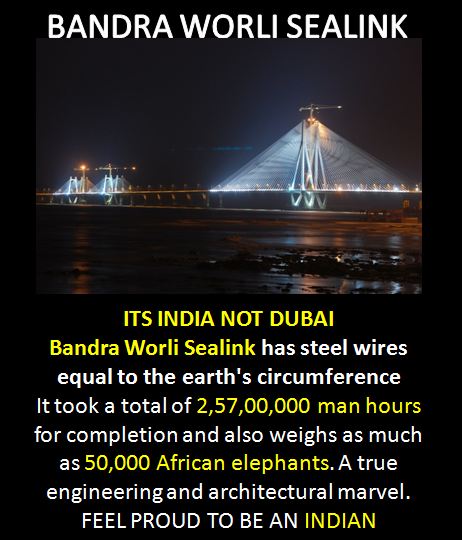 BANDRA WORLI SEALINK
ITS INDIA NOT DUBAI
Bandra Worli Sealink has steel wires
equal to the earth's circumference
It took a total of 2,57,00,000 man hours
for completion and also weighs as much
as 50,000 African elephants. A true
engineering and architectural marvel.
FEEL PROUD TO BE AN INDIAN